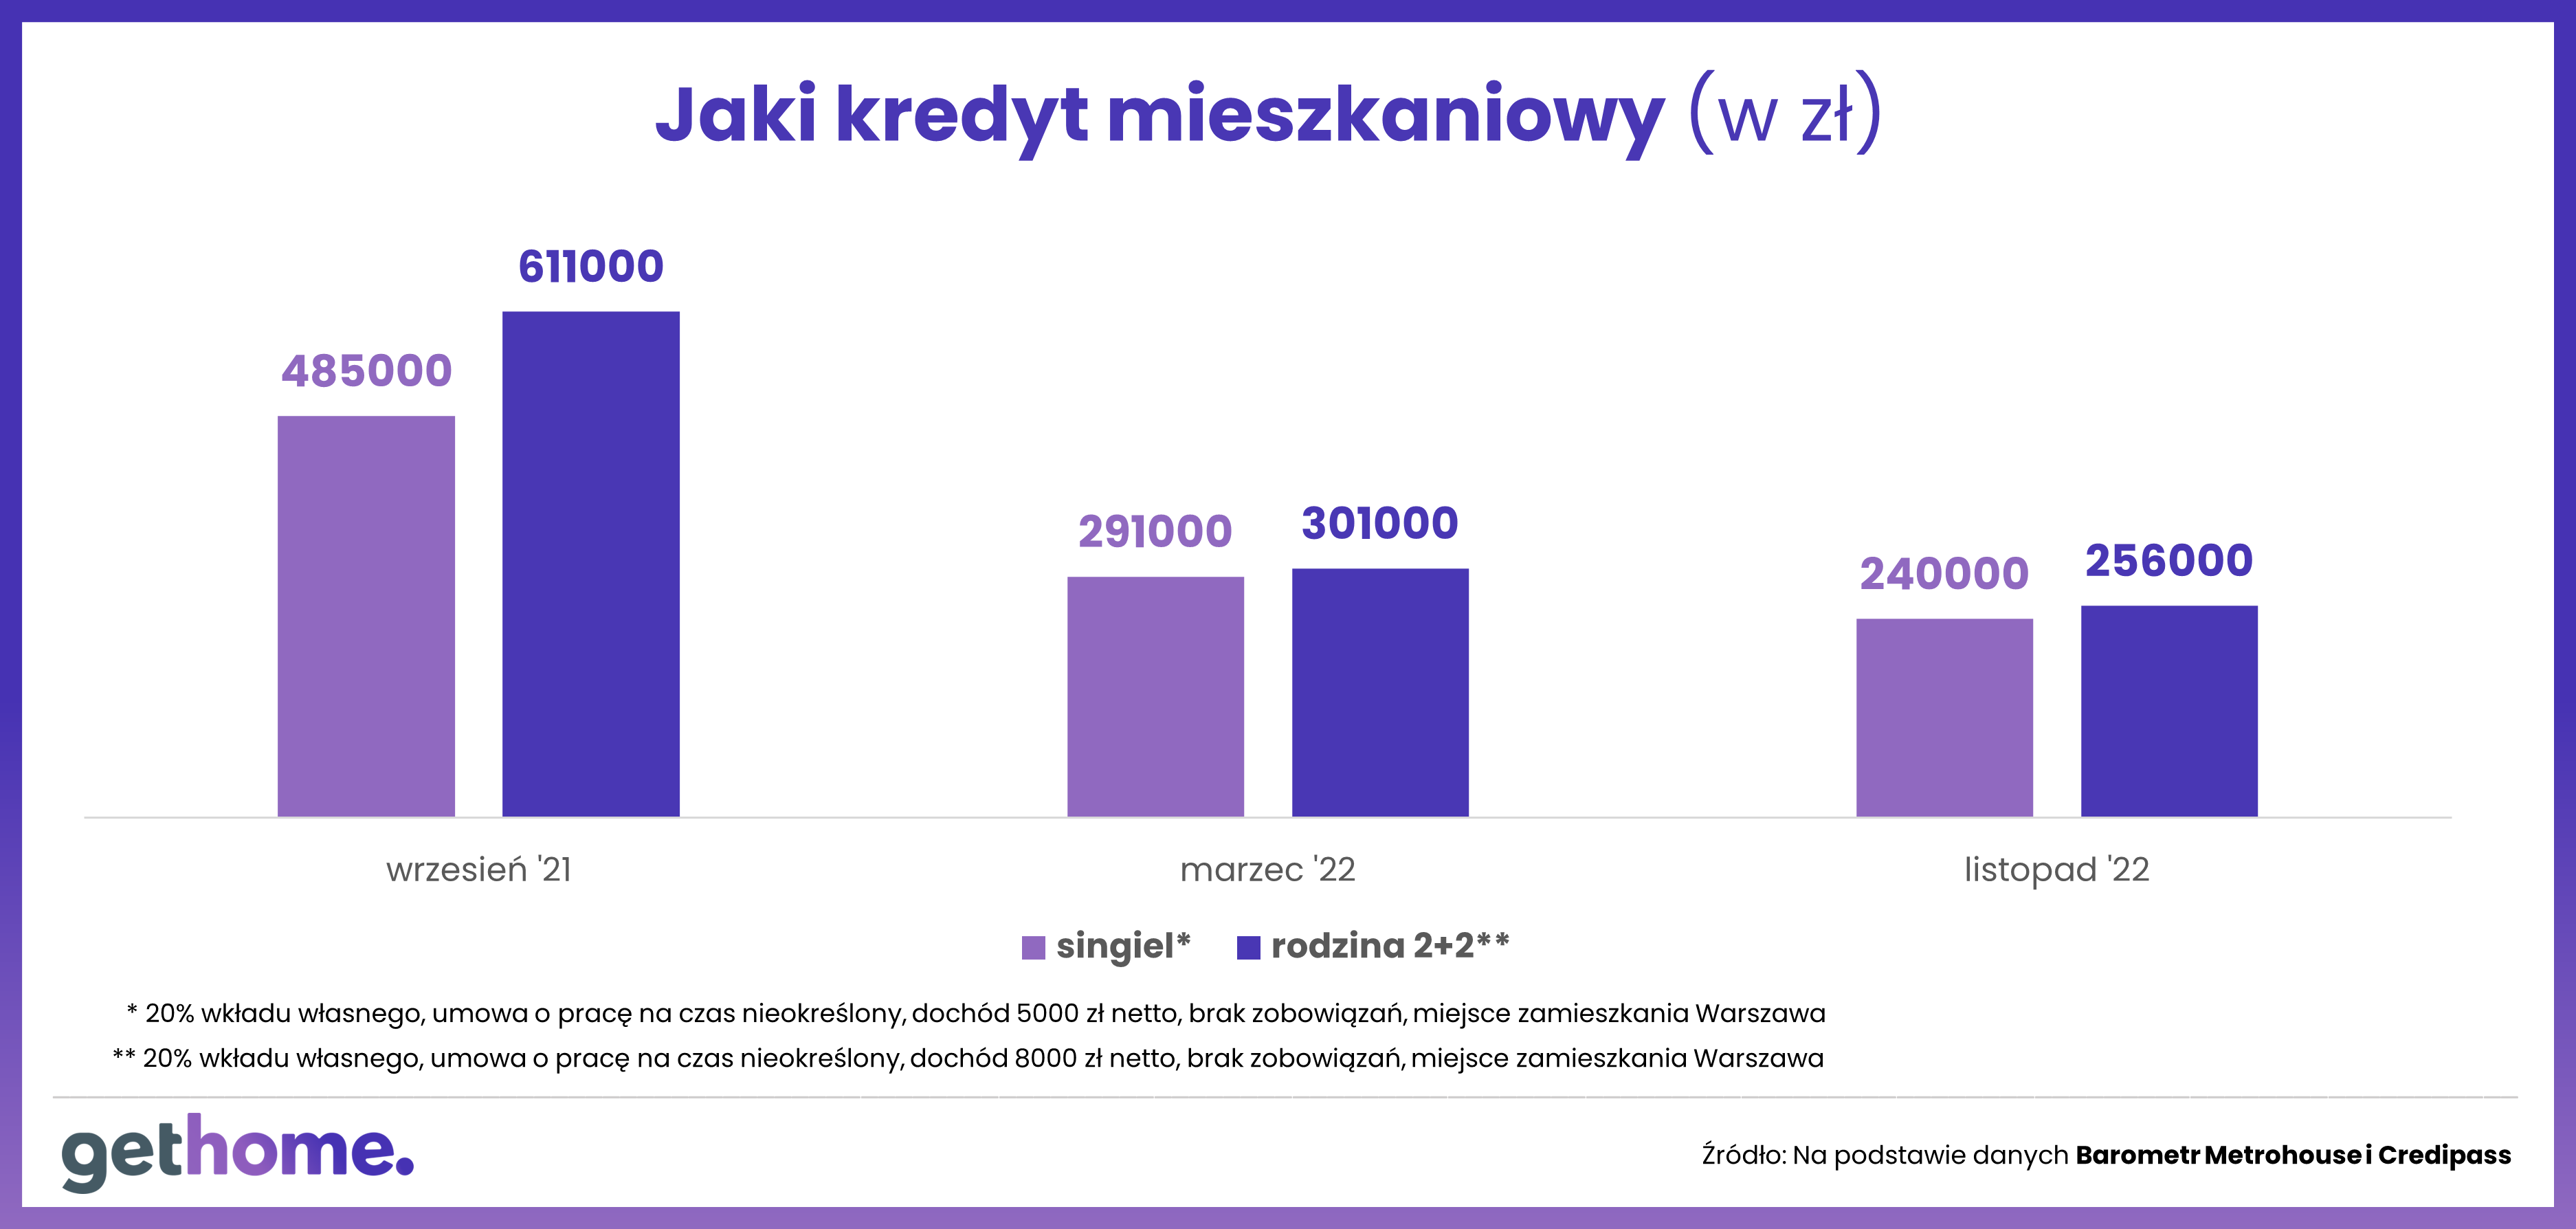 Jaki kredyt mieszkaniowy (w zł)
611000
485000
291000
301000
240000
256000
wrzesień '21
marzec '22
listopad '22
singiel*
rodzina 2+2**
* 20% wkładu własnego, umowa o pracę na czas nieokreślony, dochód 5000 zł netto, brak zobowiązań, miejsce zamieszkania Warszawa
** 20% wkładu własnego, umowa o pracę na czas nieokreślony, dochód 8000 zł netto, brak zobowiązań, miejsce zamieszkania Warszawa
gethome.
Źródło: Na podstawie danych Barometr Metrohouse i Credipass